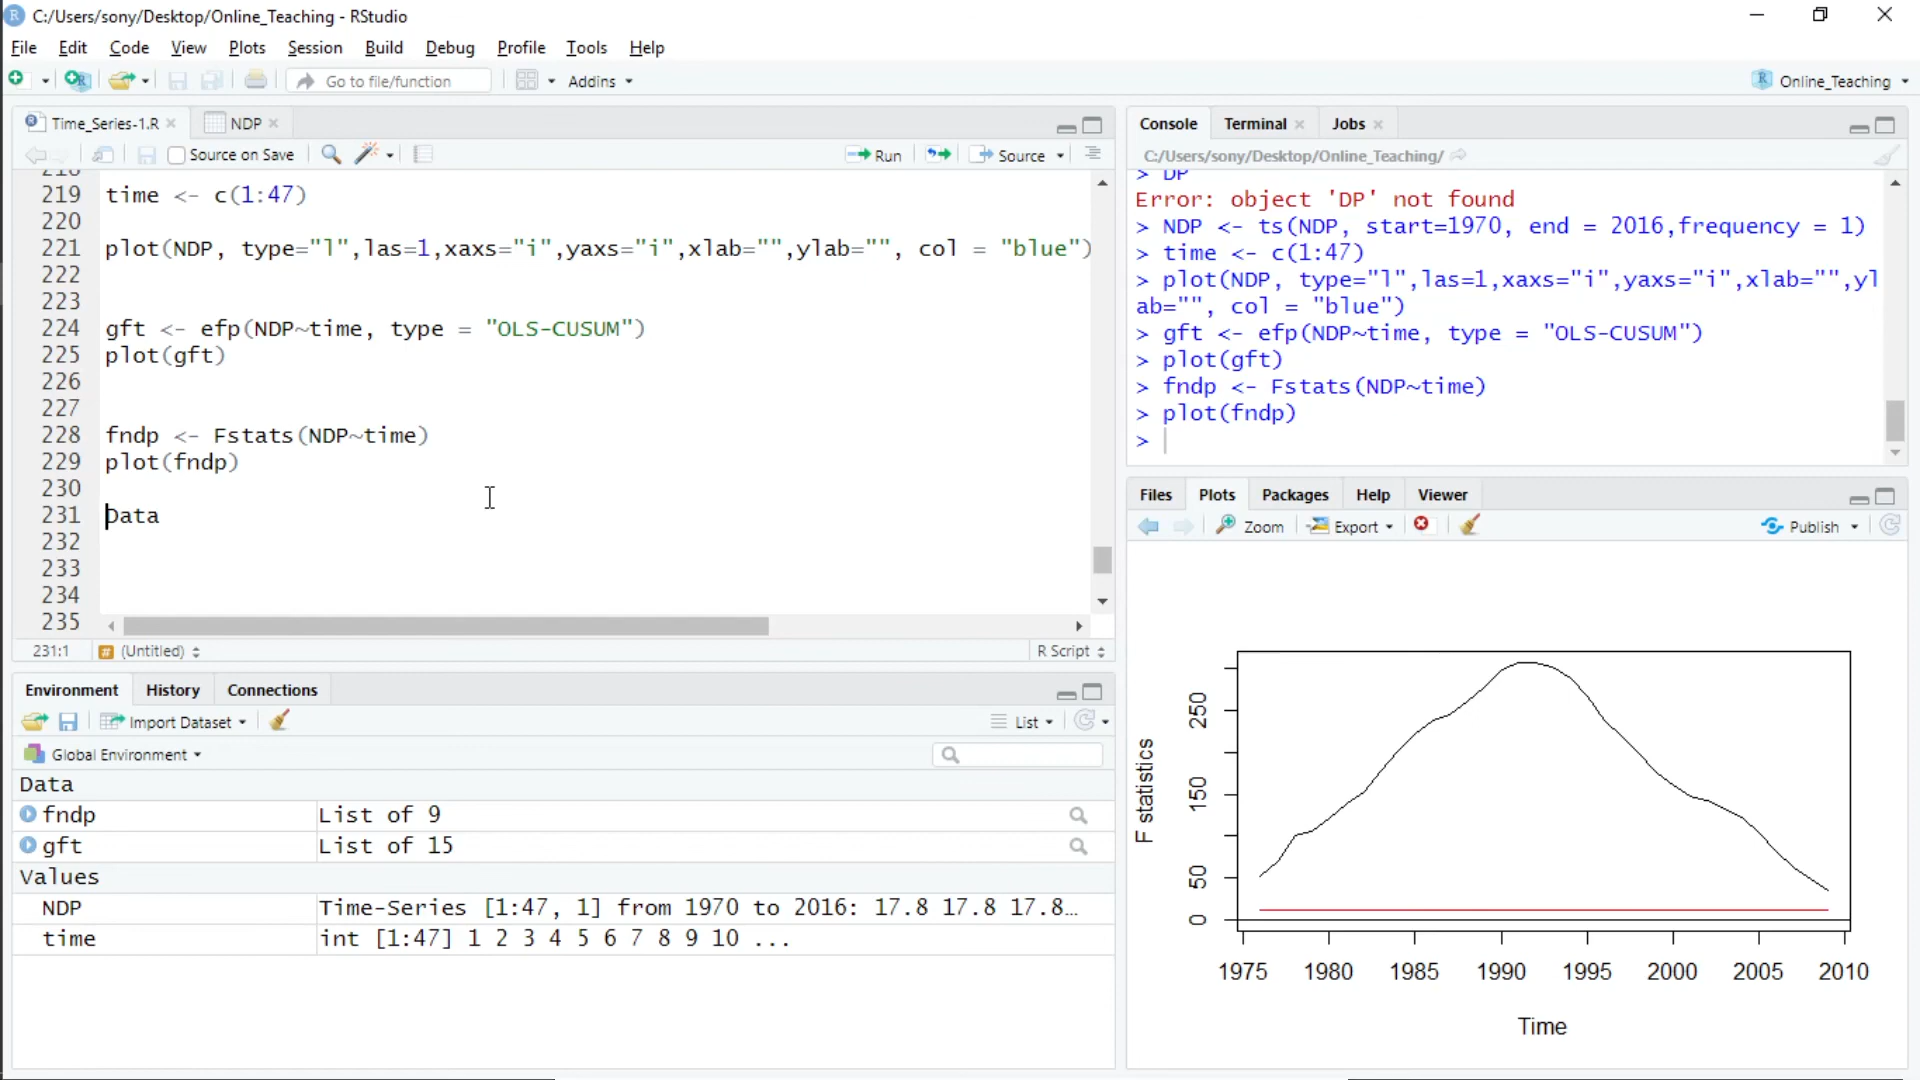 C:/Users/sony/Desktop/Online_Teaching - RStudio
File Edit Code View Plots Session Build Debug Profile Tools Help
Go to file/function Addins Online_Teaching
Time_Series-1.R NDP
Source on Save Run Source
219 time <- c(1:47)
220
221 plot(NDP, type="l",las=1,xaxs="i",yaxs="i",xlab="",ylab="", col = "blue")
222
223
224 gft <- efp(NDP~time, type = "OLS-CUSUM")
225 plot(gft)
226
227
228 fndp <- Fstats(NDP~time)
229 plot(fndp)
230
231 Data
232
233
234
235
231:1 # (Untitled) R Script
Environment History Connections
Import Dataset List
Global Environment
Data
fndp List of 9
gft List of 15
Values
NDP Time-Series [1:47, 1] from 1970 to 2016: 17.8 17.8 17.8…
time int [1:47] 1 2 3 4 5 6 7 8 9 10 ...
Console Terminal Jobs
C:/Users/sony/Desktop/Online_Teaching/
> DP
Error: object 'DP' not found
> NDP <- ts(NDP, start=1970, end = 2016,frequency = 1)
> time <- c(1:47)
> plot(NDP, type="l",las=1,xaxs="i",yaxs="i",xlab="",yl
ab="", col = "blue")
> gft <- efp(NDP~time, type = "OLS-CUSUM")
> plot(gft)
> fndp <- Fstats(NDP~time)
> plot(fndp)
>
Files Plots Packages Help Viewer
Zoom Export Publish
F statistics
250
150
50
0
1975 1980 1985 1990 1995 2000 2005 2010
Time